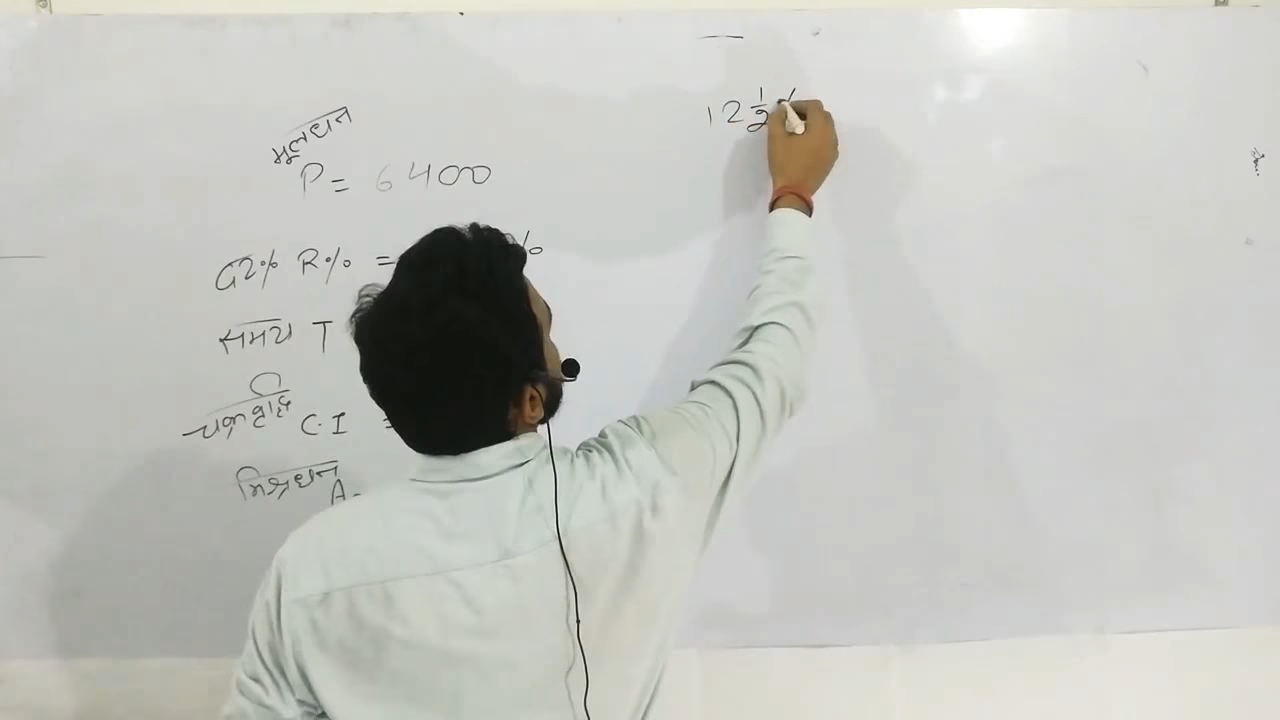 मूलधन
P = 6400
दर% R% = %
समय T
चक्रवृद्धि C.I =
मिश्रधन A
12 1/2 %